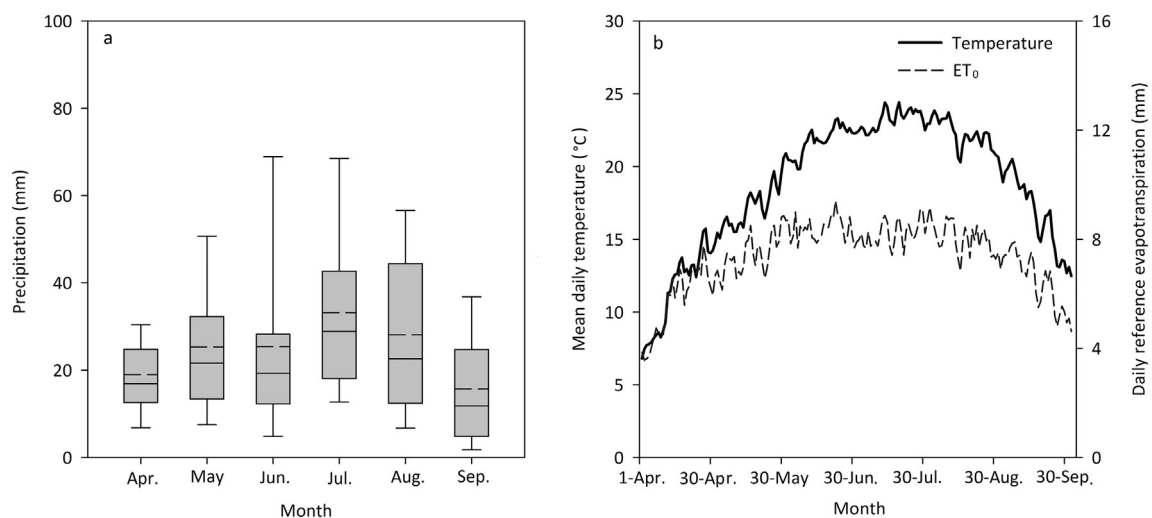 a
100
80
60
40
20
0
Precipitation (mm)
Apr. May Jun. Jul. Aug. Sep.
Month
b
Temperature
ET₀
30
25
20
15
10
5
0
Mean daily temperature (°C)
16
12
8
4
0
Daily reference evapotranspiration (mm)
1-Apr. 30-Apr. 30-May 30-Jun. 30-Jul. 30-Aug. 30-Sep.
Month